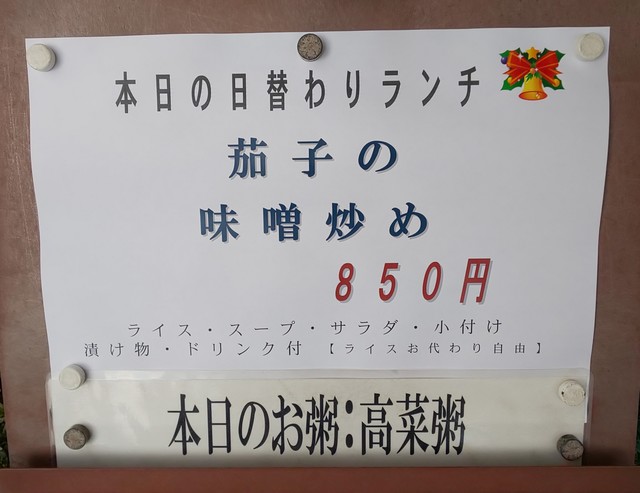 本日の日替わりランチ
茄子の
味噌炒め
８５０円
ライス・スープ・サラダ・小付け
漬け物・ドリンク付 【ライスお代わり自由】
本日のお粥：高菜粥